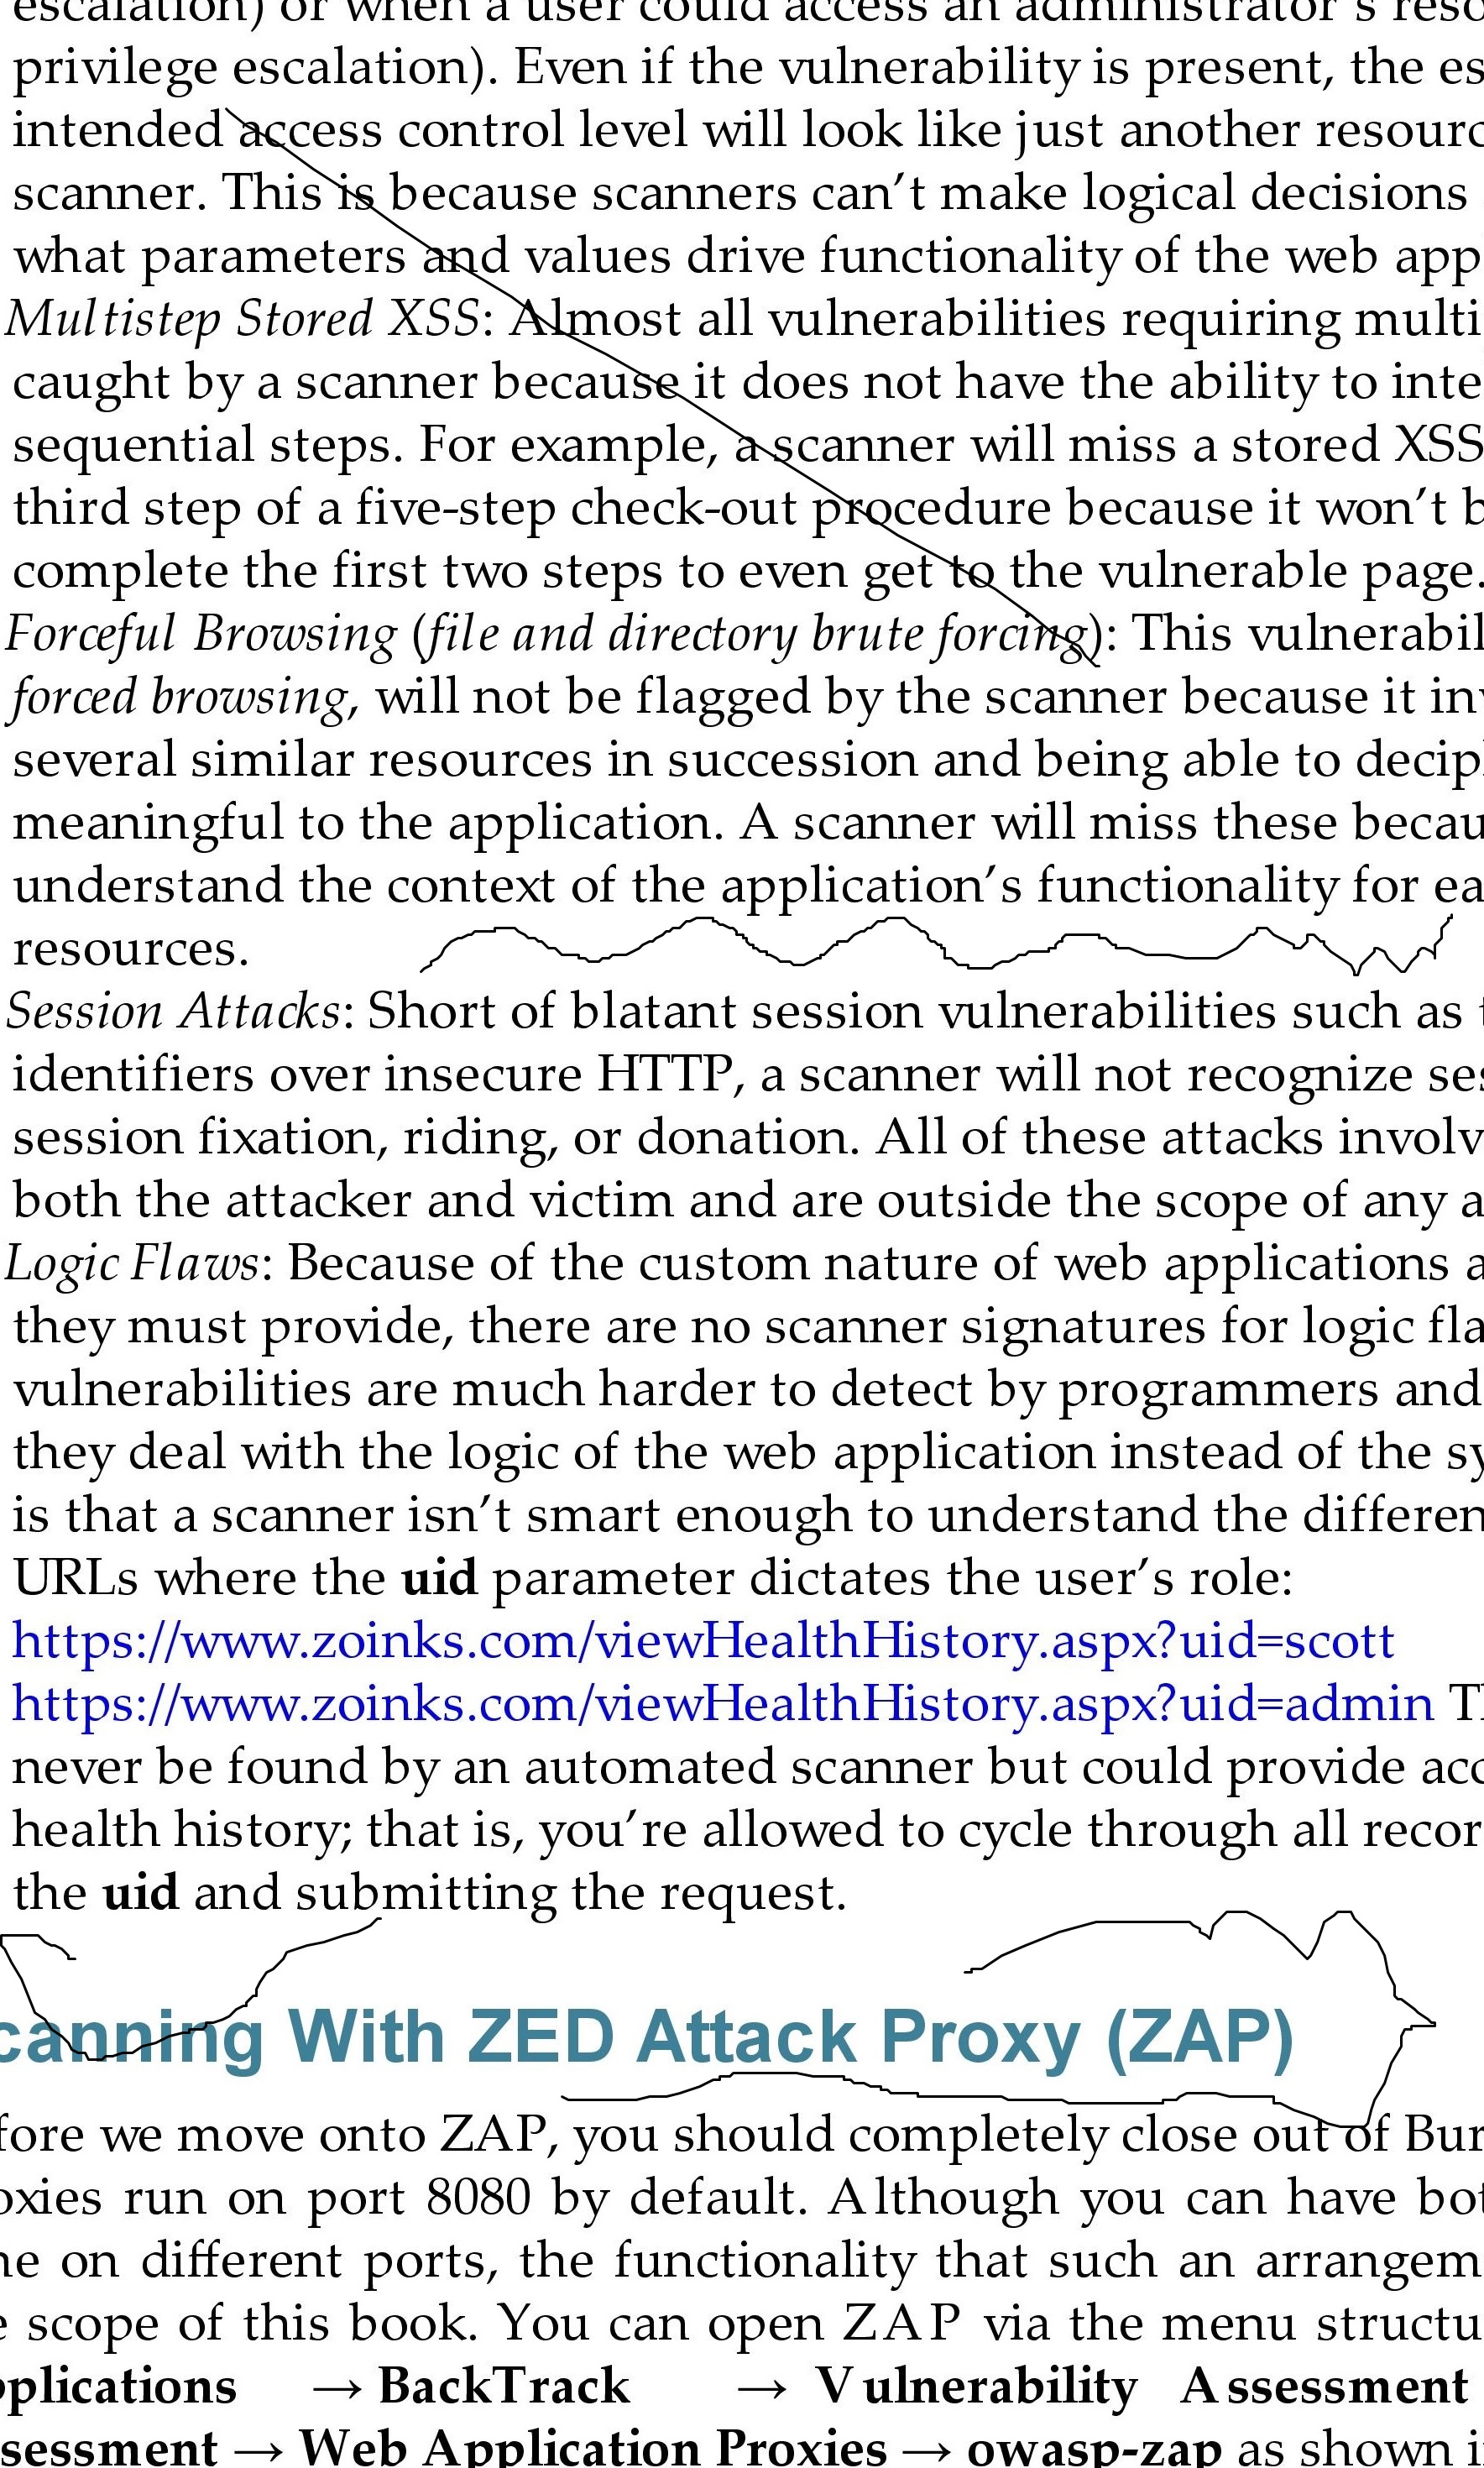 escalation) or when a user could access an administrator's reso
privilege escalation). Even if the vulnerability is present, the es
intended access control level will look like just another resourc
scanner. This is because scanners can't make logical decisions
what parameters and values drive functionality of the web app
Multistep Stored XSS: Almost all vulnerabilities requiring multi
caught by a scanner because it does not have the ability to inte
sequential steps. For example, a scanner will miss a stored XSS
third step of a five-step check-out procedure because it won't b
complete the first two steps to even get to the vulnerable page.
Forceful Browsing (file and directory brute forcing): This vulnerabil
forced browsing, will not be flagged by the scanner because it inv
several similar resources in succession and being able to deciph
meaningful to the application. A scanner will miss these becau
understand the context of the application's functionality for ea
resources.
Session Attacks: Short of blatant session vulnerabilities such as t
identifiers over insecure HTTP, a scanner will not recognize ses
session fixation, riding, or donation. All of these attacks involv
both the attacker and victim and are outside the scope of any a
Logic Flaws: Because of the custom nature of web applications a
they must provide, there are no scanner signatures for logic fla
vulnerabilities are much harder to detect by programmers and
they deal with the logic of the web application instead of the sy
is that a scanner isn't smart enough to understand the differen
URLs where the uid parameter dictates the user's role:
https://www.zoinks.com/viewHealthHistory.aspx?uid=scott
https://www.zoinks.com/viewHealthHistory.aspx?uid=admin Th
never be found by an automated scanner but could provide acc
health history; that is, you're allowed to cycle through all recor
the uid and submitting the request.
canning With ZED Attack Proxy (ZAP)
fore we move onto ZAP, you should completely close out of Bur
oxies run on port 8080 by default. Although you can have bot
ne on different ports, the functionality that such an arrangem
e scope of this book. You can open ZAP via the menu structu
pplications → BackTrack → Vulnerability Assessment
sessment → Web Application Proxies → owasp-zap as shown i